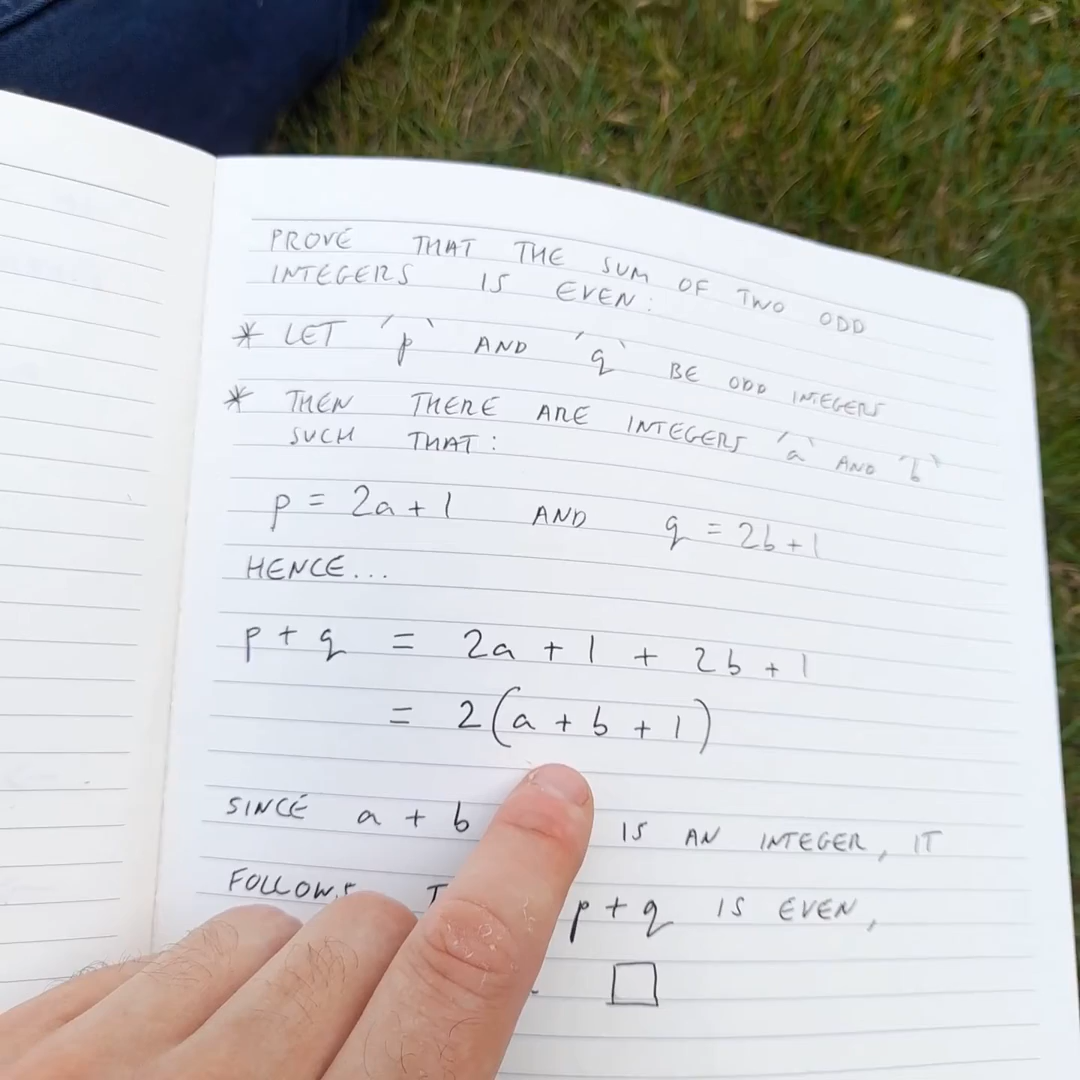 PROVE THAT THE SUM OF TWO ODD
INTEGERS IS EVEN:
* LET 'p' AND 'q' BE ODD INTEGERS
* THEN THERE ARE INTEGERS 'a' AND 'b'
SUCH THAT:
p = 2a + 1 AND q = 2b + 1
HENCE...
p + q = 2a + 1 + 2b + 1
= 2(a + b + 1)
SINCE a + b IS AN INTEGER, IT
p + q IS EVEN,
□